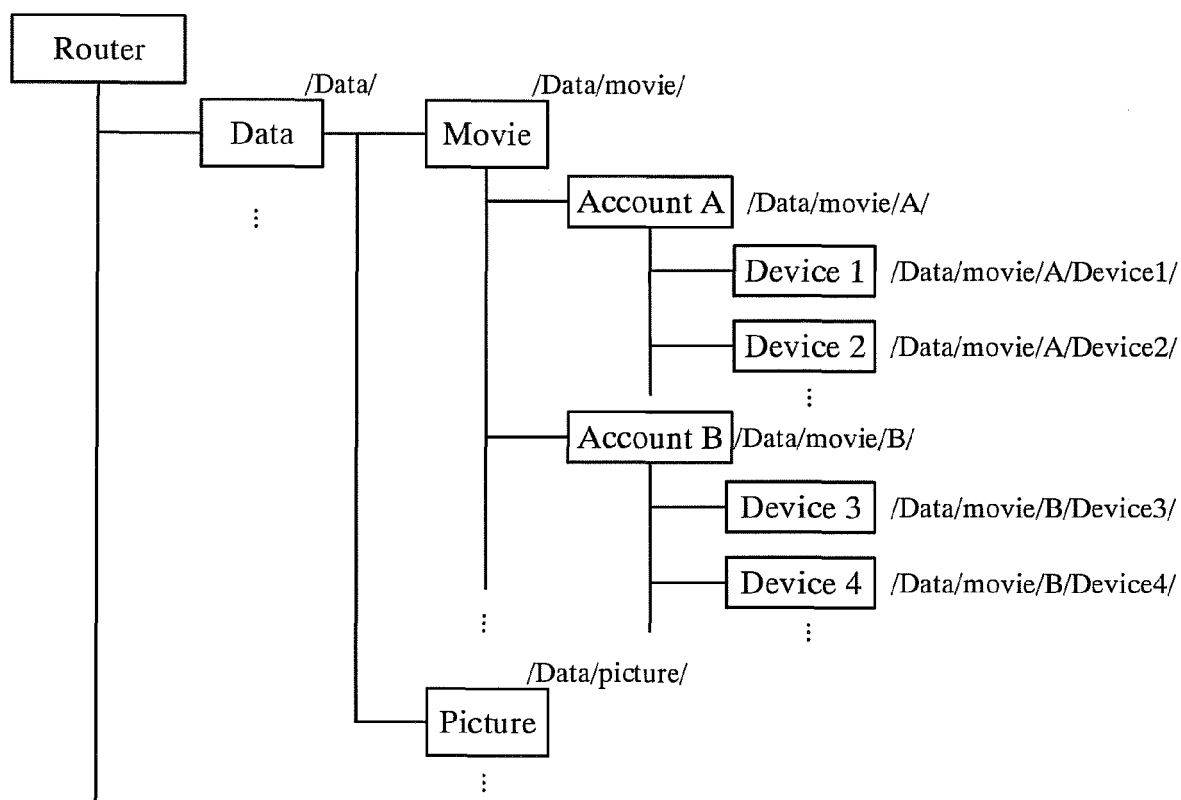 Router
/Data/
/Data/movie/
Data
Movie
Account A /Data/movie/A/
Device 1 /Data/movie/A/Device1/
Device 2 /Data/movie/A/Device2/
Account B /Data/movie/B/
Device 3 /Data/movie/B/Device3/
Device 4 /Data/movie/B/Device4/
/Data/picture/
Picture